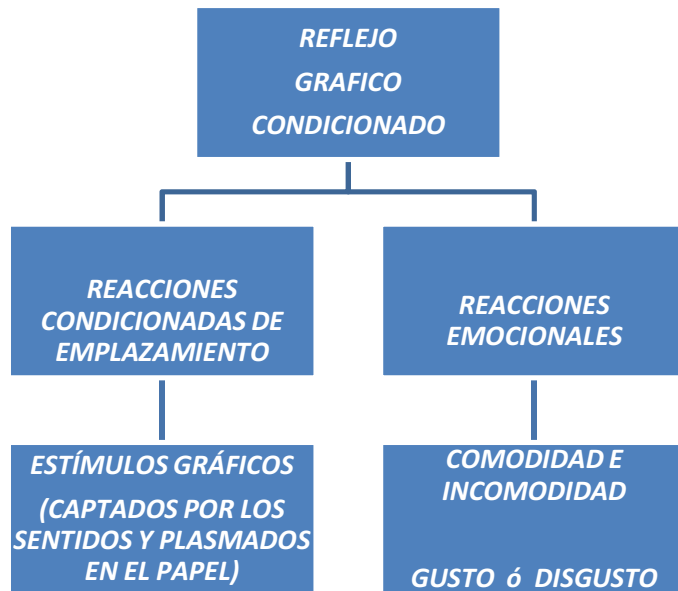 REFLEJO
GRAFICO
CONDICIONADO
REACCIONES
CONDICIONADAS DE
EMPLAZAMIENTO
REACCIONES
EMOCIONALES
ESTÍMULOS GRÁFICOS
(CAPTADOS POR LOS
SENTIDOS Y PLASMADOS
EN EL PAPEL)
COMODIDAD E
INCOMODIDAD
GUSTO ó DISGUSTO